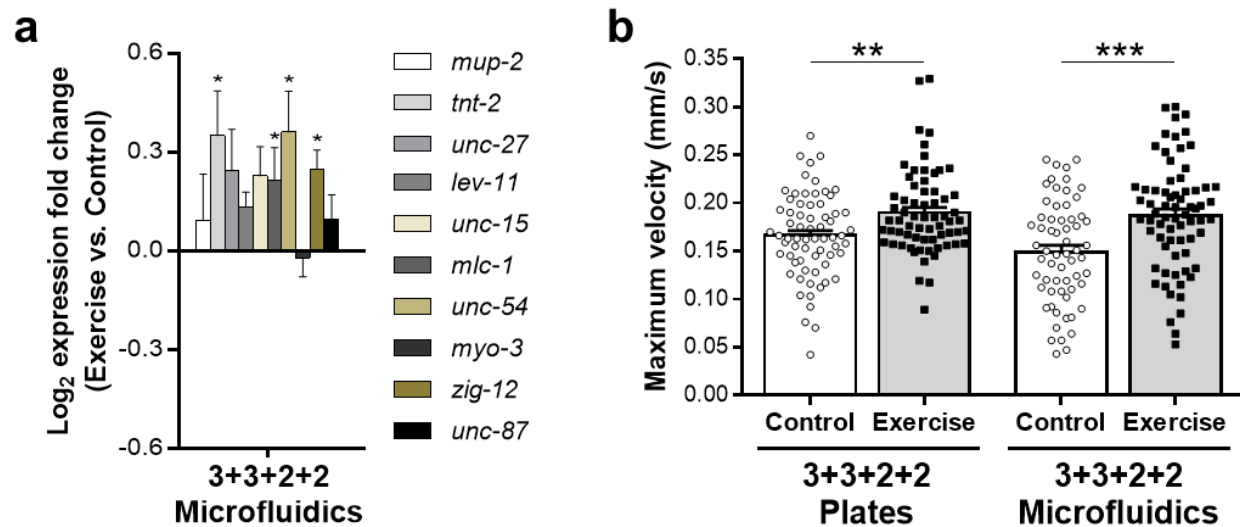 a
Log2 expression fold change
(Exercise vs. Control)
0.6
0.3
0.0
-0.3
-0.6
* * * *
3+3+2+2
Microfluidics
mup-2
tnt-2
unc-27
lev-11
unc-15
mlc-1
unc-54
myo-3
zig-12
unc-87
b
Maximum velocity (mm/s)
0.35
0.30
0.25
0.20
0.15
0.10
0.05
0.00
** ***
Control Exercise Control Exercise
3+3+2+2 3+3+2+2
Plates Microfluidics